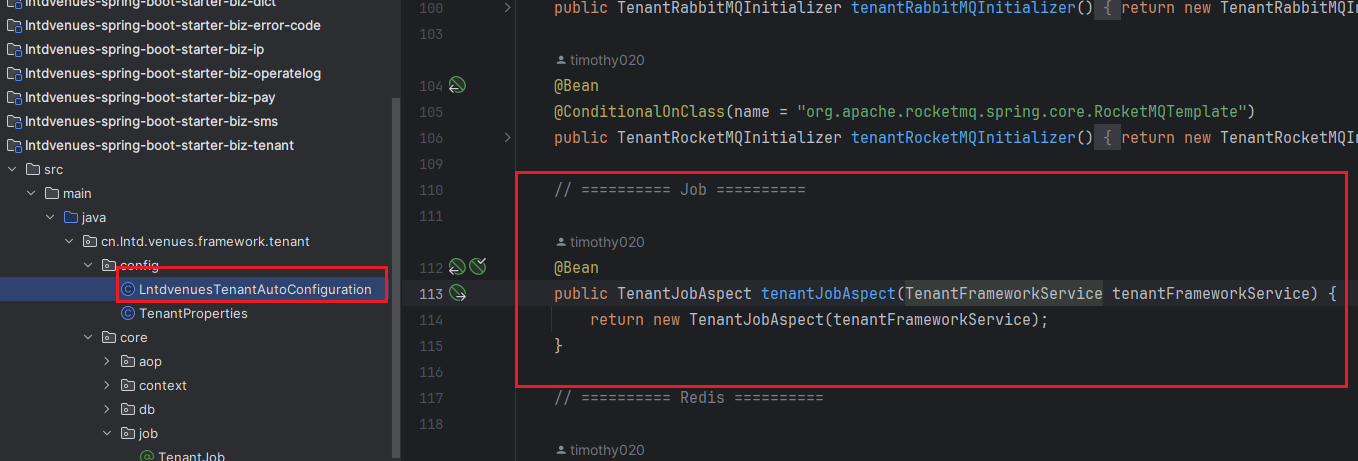 lntdvenues-spring-boot-starter-biz-dict
lntdvenues-spring-boot-starter-biz-error-code
lntdvenues-spring-boot-starter-biz-ip
lntdvenues-spring-boot-starter-biz-operatelog
lntdvenues-spring-boot-starter-biz-pay
lntdvenues-spring-boot-starter-biz-sms
lntdvenues-spring-boot-starter-biz-tenant
src
main
java
cn.lntd.venues.framework.tenant
config
LntdvenuesTenantAutoConfiguration
TenantProperties
core
aop
context
db
job
TenantJob
100 public TenantRabbitMQInitializer tenantRabbitMQInitializer() { return new TenantRabbitMQIn
103
timothy020
104 @Bean
105 @ConditionalOnClass(name = "org.apache.rocketmq.spring.core.RocketMQTemplate")
106 public TenantRocketMQInitializer tenantRocketMQInitializer() { return new TenantRocketMQIn
109
110 // ========== Job ==========
111
timothy020
112 @Bean
113 public TenantJobAspect tenantJobAspect(TenantFrameworkService tenantFrameworkService) {
114 return new TenantJobAspect(tenantFrameworkService);
115 }
116
117 // ========== Redis ==========
118
timothy020